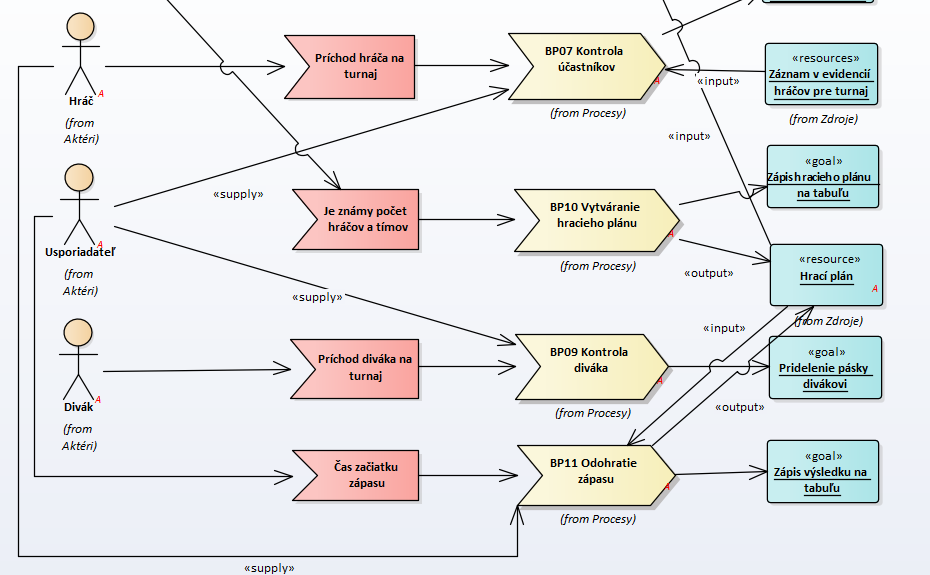 Hráč
A
(from
Aktéri)
Príchod hráča na
turnaj
BP07 Kontrola
účastníkov
A
(from Procesy)
«input»
«resources»
Záznam v evidencií
hráčov pre turnaj
(from Zdroje)
«input»
«supply»
Usporiadateľ
A
(from
Aktéri)
Je známy počet
hráčov a tímov
BP10 Vytváranie
hracieho plánu
A
(from Procesy)
«goal»
Zápis hracieho plánu
na tabuľu
«output»
«resource»
Hrací plán
A
(from Zdroje)
«supply»
«input»
Divák
A
(from
Aktéri)
Príchod diváka na
turnaj
BP09 Kontrola
diváka
A
(from Procesy)
«goal»
Pridelenie pásky
divákovi
«output»
Čas začiatku
zápasu
BP11 Odohratie
zápasu
A
(from Procesy)
«goal»
Zápis výsledku na
tabuľu
«supply»